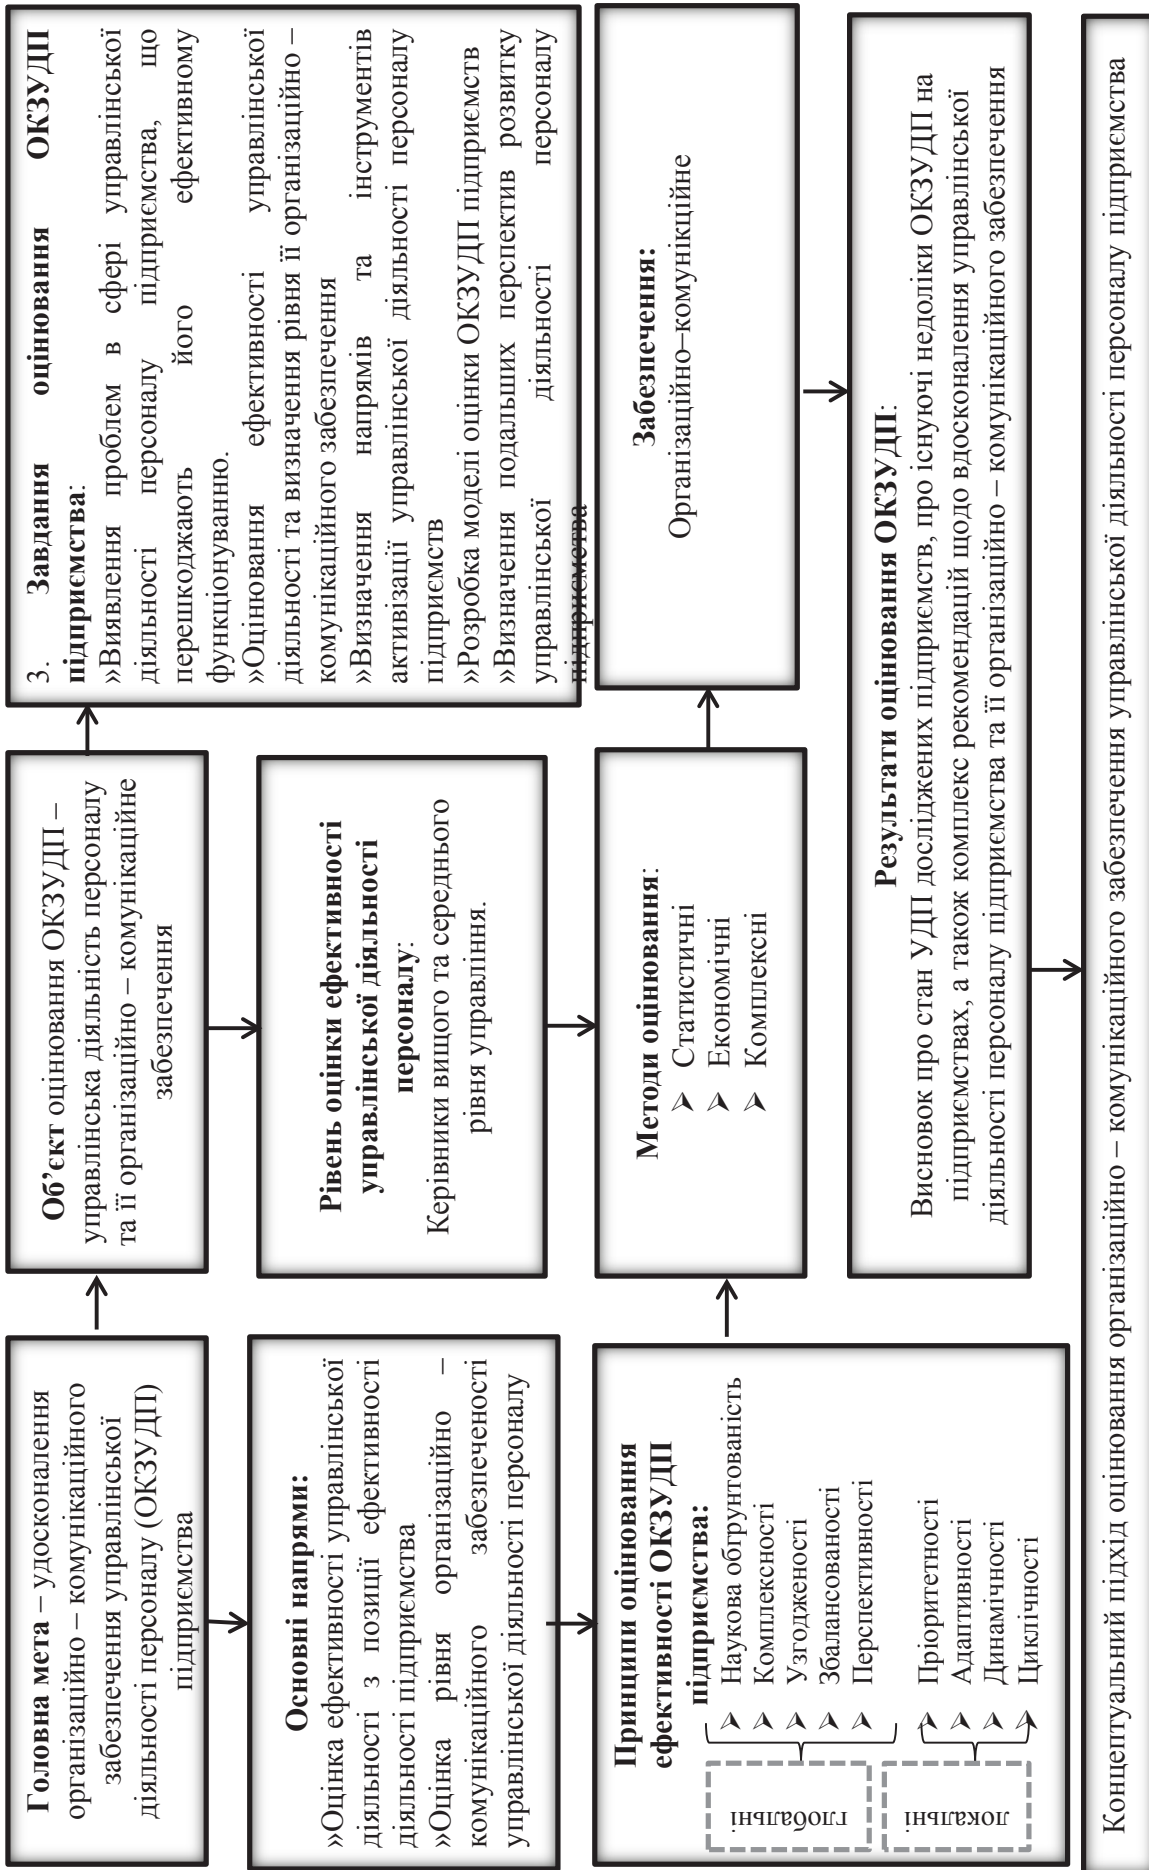 Головна мета – удосконалення
організаційно – комунікаційного
забезпечення управлінської
діяльності персоналу (ОКЗУДП)
підприємства
Об’єкт оцінювання ОКЗУДП –
управлінська діяльність персоналу
та її організаційно – комунікаційне
забезпечення
3. Завдання оцінювання ОКЗУДП
підприємства:
»Виявлення проблем в сфері управлінської
діяльності персоналу підприємства, що
перешкоджають його ефективному
функціонуванню.
»Оцінювання ефективності управлінської
діяльності та визначення рівня її організаційно –
комунікаційного забезпечення
»Визначення напрямів та інструментів
активізації управлінської діяльності персоналу
підприємств
»Розробка моделі оцінки ОКЗУДП підприємств
»Визначення подальших перспектив розвитку
управлінської діяльності персоналу
підприємства
Основні напрями:
»Оцінка ефективності управлінської
діяльності з позиції ефективності
діяльності підприємства
»Оцінка рівня організаційно –
комунікаційного забезпеченості
управлінської діяльності персоналу
Рівень оцінки ефективності
управлінської діяльності
персоналу:
Керівники вищого та середнього
рівня управління.
Принципи оцінювання
ефективності ОКЗУДП
підприємства:
глобальні
➢ Наукова обгрунтованість
➢ Комплексності
➢ Узгодженості
➢ Збалансованості
➢ Перспективності
локальні
➢ Пріоритетності
➢ Адаптивності
➢ Динамічності
➢ Циклічності
Методи оцінювання:
➢ Статистичні
➢ Економічні
➢ Комплексні
Забезпечення:
Організаційно–комунікційне
Результати оцінювання ОКЗУДП:
Висновок про стан УДП досліджених підприємств, про існуючі недоліки ОКЗУДП на
підприємствах, а також комплекс рекомендацій щодо вдосконалення управлінської
діяльності персоналу підприємства та її організаційно – комунікаційного забезпечення
Концептуальний підхід оцінювання організаційно – комунікаційного забезпечення управлінської діяльності персоналу підприємства